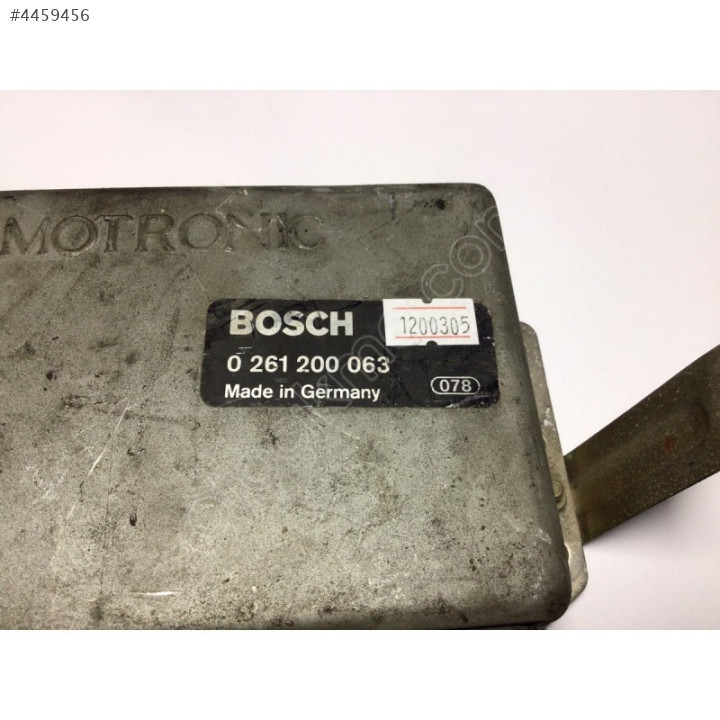 #4459456
MOTRONIC
BOSCH
1200305
0 261 200 063
Made in Germany
078